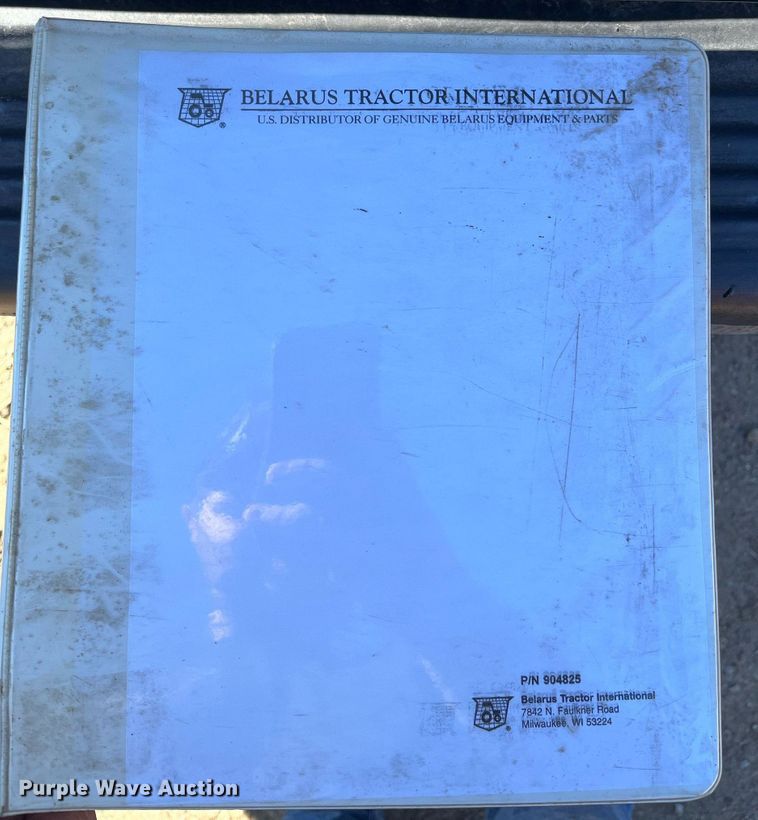 BELARUS TRACTOR INTERNATIONAL
U.S. DISTRIBUTOR OF GENUINE BELARUS EQUIPMENT & PARTS
P/N 904825
Belarus Tractor International
7842 N. Faulkner Road
Milwaukee, WI 53224
Purple Wave Auction